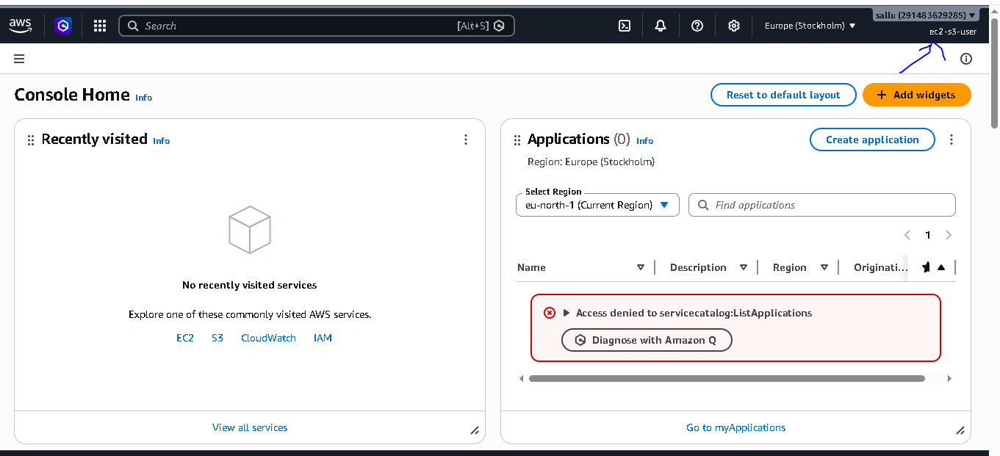 aws
Search [Alt+S]
Europe (Stockholm)
sallu (291483629285)
ec2-s3-user
Console Home Info
Reset to default layout
Add widgets
Recently visited Info
No recently visited services
Explore one of these commonly visited AWS services.
EC2 S3 CloudWatch IAM
View all services
Applications (0) Info
Create application
Region: Europe (Stockholm)
Select Region
eu-north-1 (Current Region)
Find applications
1
Name Description Region Originati...
Access denied to servicecatalog:ListApplications
Diagnose with Amazon Q
Go to myApplications